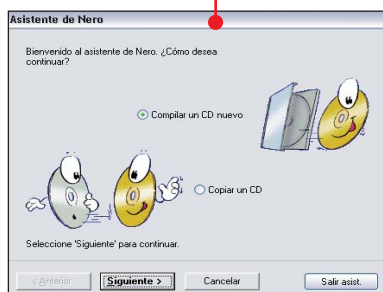 Asistente de Nero
Bienvenido al asistente de Nero. ¿Cómo desea
continuar?
Compilar un CD nuevo
Copiar un CD
Seleccione 'Siguiente' para continuar.
< Anterior
Siguiente >
Cancelar
Salir asist.